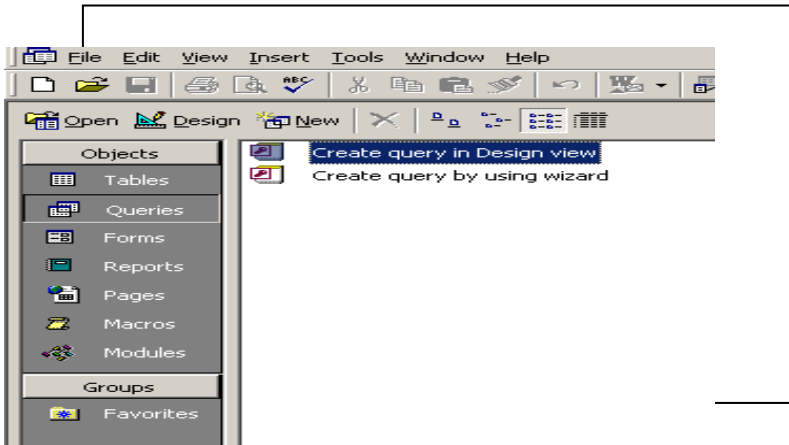 File Edit View Insert Tools Window Help
ABC W
Open Design New
Objects
Create query in Design view
Tables
Create query by using wizard
Queries
Forms
Reports
Pages
Macros
Modules
Groups
Favorites